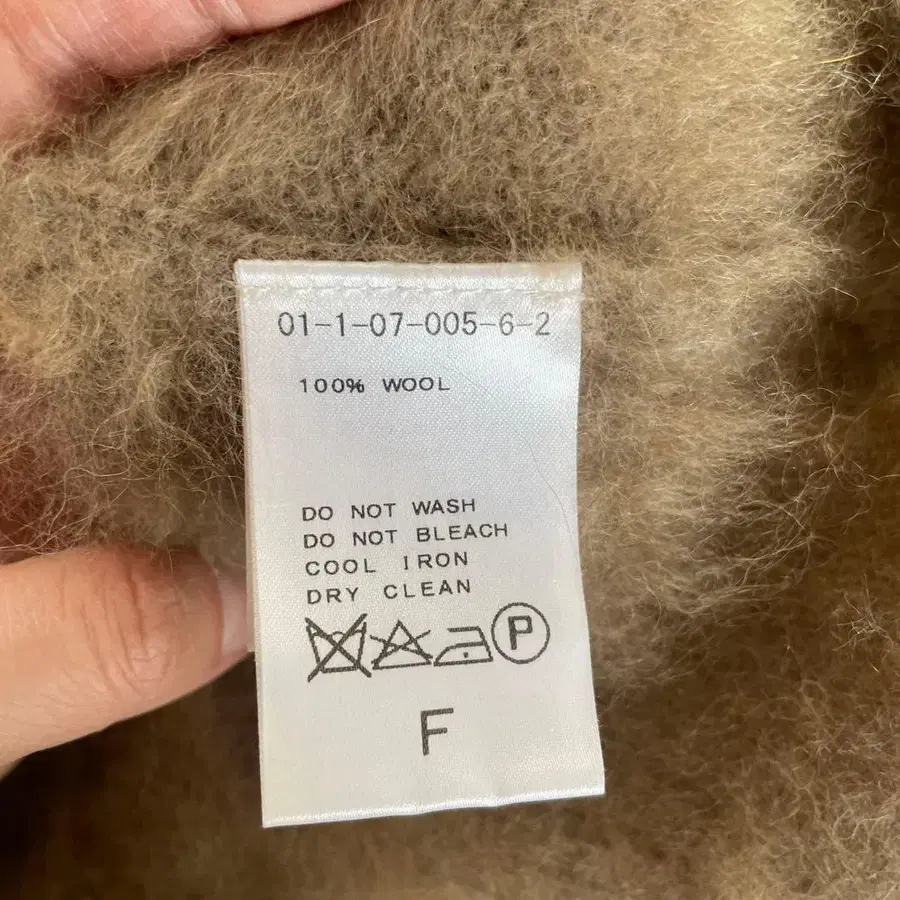 01-1-07-005-6-2
100% WOOL
DO NOT WASH
DO NOT BLEACH
COOL IRON
DRY CLEAN
P
F